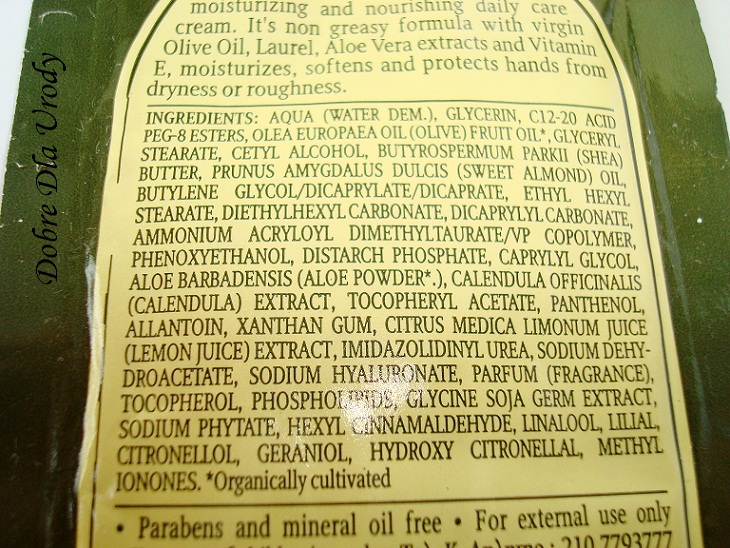 moisturizing and nourishing daily care
cream. It's non greasy formula with virgin
Olive Oil, Laurel, Aloe Vera extracts and Vitamin
E, moisturizes, softens and protects hands from
dryness or roughness.
INGREDIENTS: AQUA (WATER DEM.), GLYCERIN, C12-20 ACID
PEG-8 ESTERS, OLEA EUROPAEA OIL (OLIVE) FRUIT OIL*, GLYCERYL
STEARATE, CETYL ALCOHOL, BUTYROSPERMUM PARKII (SHEA)
BUTTER, PRUNUS AMYGDALUS DULCIS (SWEET ALMOND) OIL,
BUTYLENE GLYCOL/DICAPRYLATE/DICAPRATE, ETHYL HEXYL
STEARATE, DIETHYLHEXYL CARBONATE, DICAPRYLYL CARBONATE,
AMMONIUM ACRYLOYL DIMETHYLTAURATE/VP COPOLYMER,
PHENOXYETHANOL, DISTARCH PHOSPHATE, CAPRYLYL GLYCOL,
ALOE BARBADENSIS (ALOE POWDER*.), CALENDULA OFFICINALIS
(CALENDULA) EXTRACT, TOCOPHERYL ACETATE, PANTHENOL,
ALLANTOIN, XANTHAN GUM, CITRUS MEDICA LIMONUM JUICE
(LEMON JUICE) EXTRACT, IMIDAZOLIDINYL UREA, SODIUM DEHY-
DROACETATE, SODIUM HYALURONATE, PARFUM (FRAGRANCE),
TOCOPHEROL, PHOSPHOLIPIDS, GLYCINE SOJA GERM EXTRACT,
SODIUM PHYTATE, HEXYL CINNAMALDEHYDE, LINALOOL, LILIAL,
CITRONELLOL, GERANIOL, HYDROXY CITRONELLAL, METHYL
IONONES. *Organically cultivated
• Parabens and mineral oil free • For external use only
210 7793777
Dobre Dla Urody